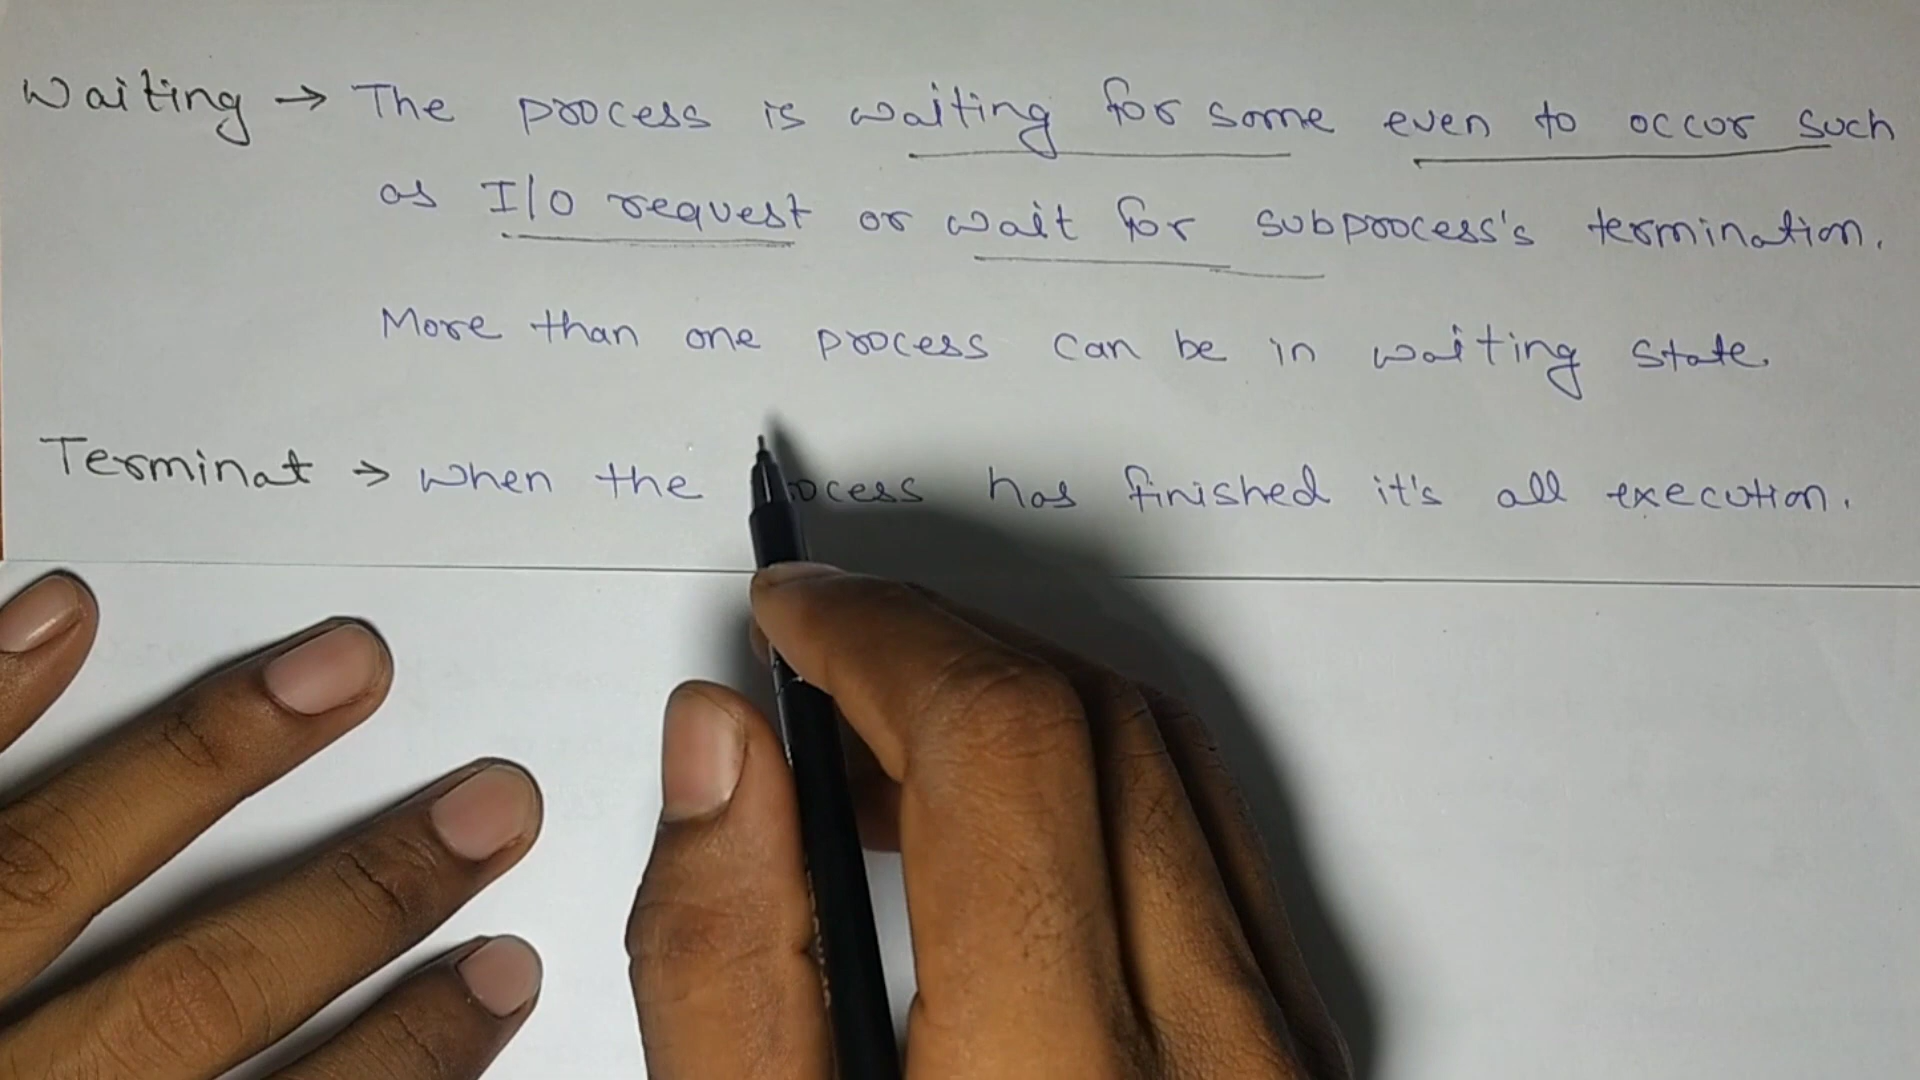 Waiting → The process is waiting for some even to occur such
as I/O request or wait for subprocess's termination.
More than one process can be in waiting state.
Terminat → When the process has finished it's all execution.